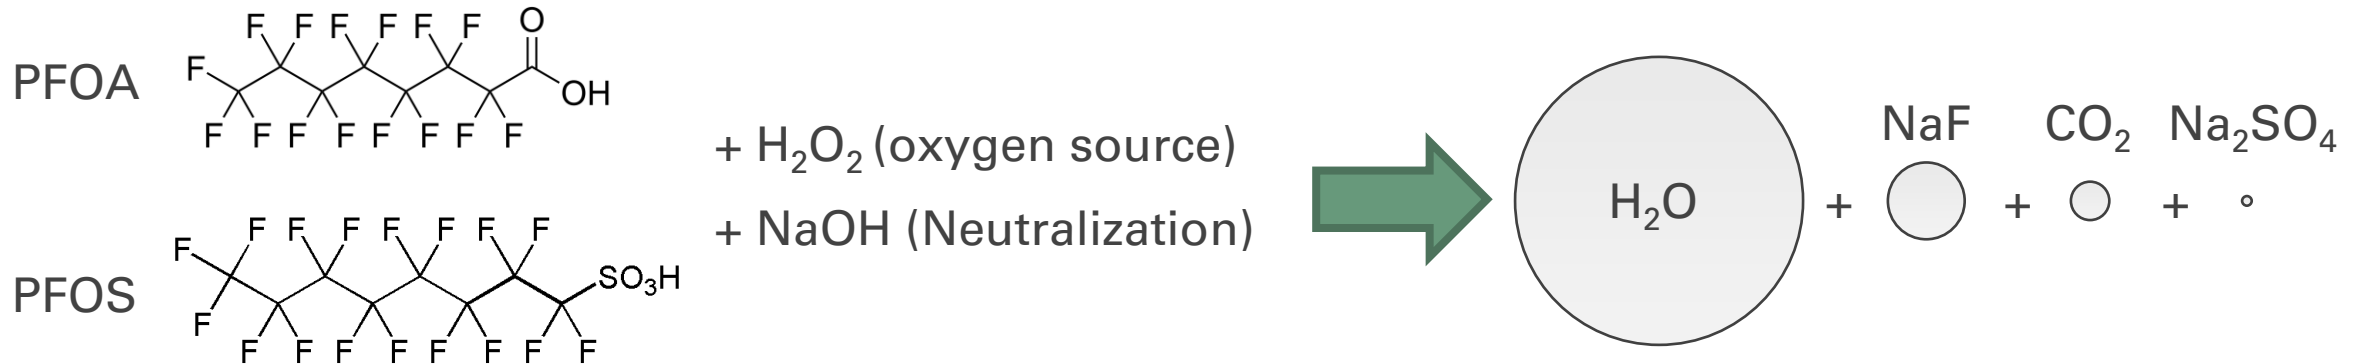 F F F F F F O
F
PFOA
OH
F F F F F F F F
F F F F F F F
F
SO₃H
PFOS
F
F F F F F F F F
+ H₂O₂ (oxygen source)
+ NaOH (Neutralization)
H₂O
+
NaF
+
CO₂
+
Na₂SO₄